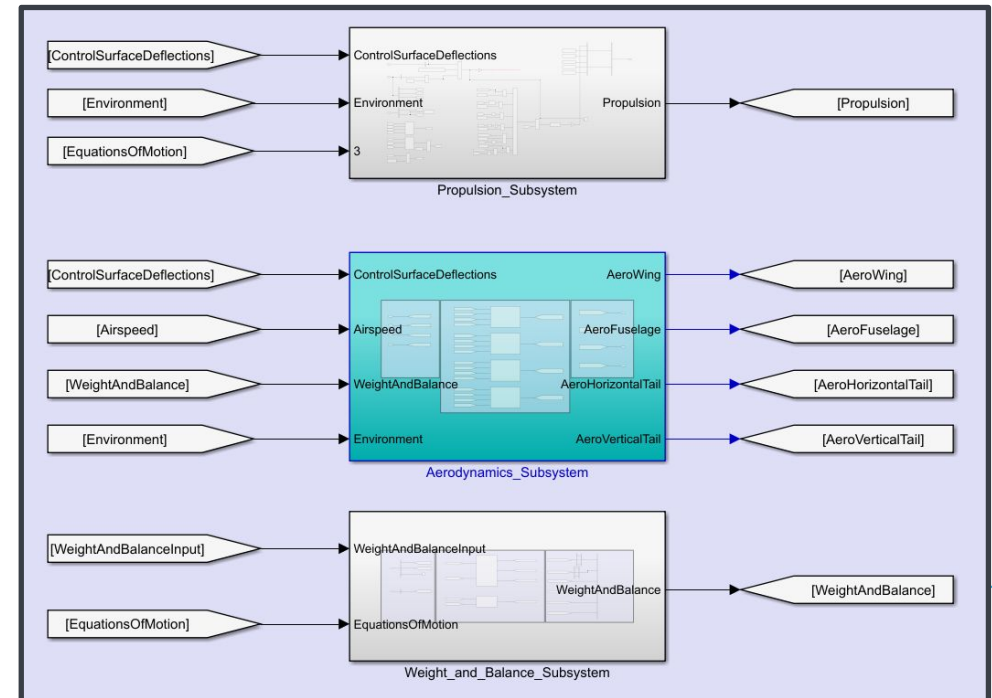 [ControlSurfaceDeflections]
ControlSurfaceDeflections
[Environment]
Environment
Propulsion
[Propulsion]
[EquationsOfMotion]
3
Propulsion_Subsystem
[ControlSurfaceDeflections]
ControlSurfaceDeflections
AeroWing
[AeroWing]
[Airspeed]
Airspeed
AeroFuselage
[AeroFuselage]
[WeightAndBalance]
WeightAndBalance
AeroHorizontalTail
[AeroHorizontalTail]
[Environment]
Environment
AeroVerticalTail
[AeroVerticalTail]
Aerodynamics_Subsystem
[WeightAndBalanceInput]
WeightAndBalanceInput
WeightAndBalance
[WeightAndBalance]
[EquationsOfMotion]
EquationsOfMotion
Weight_and_Balance_Subsystem